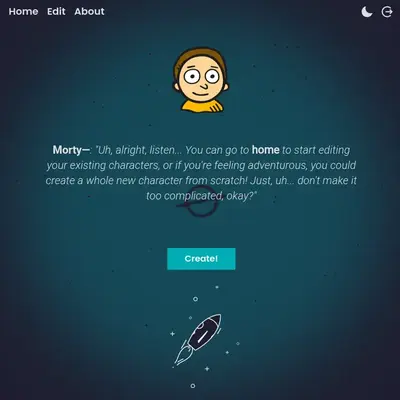 Home Edit About
Morty— "Uh, alright, listen... You can go to home to start editing
your existing characters, or if you're feeling adventurous, you could
create a whole new character from scratch! Just, uh... don't make it
too complicated, okay?"
Create!